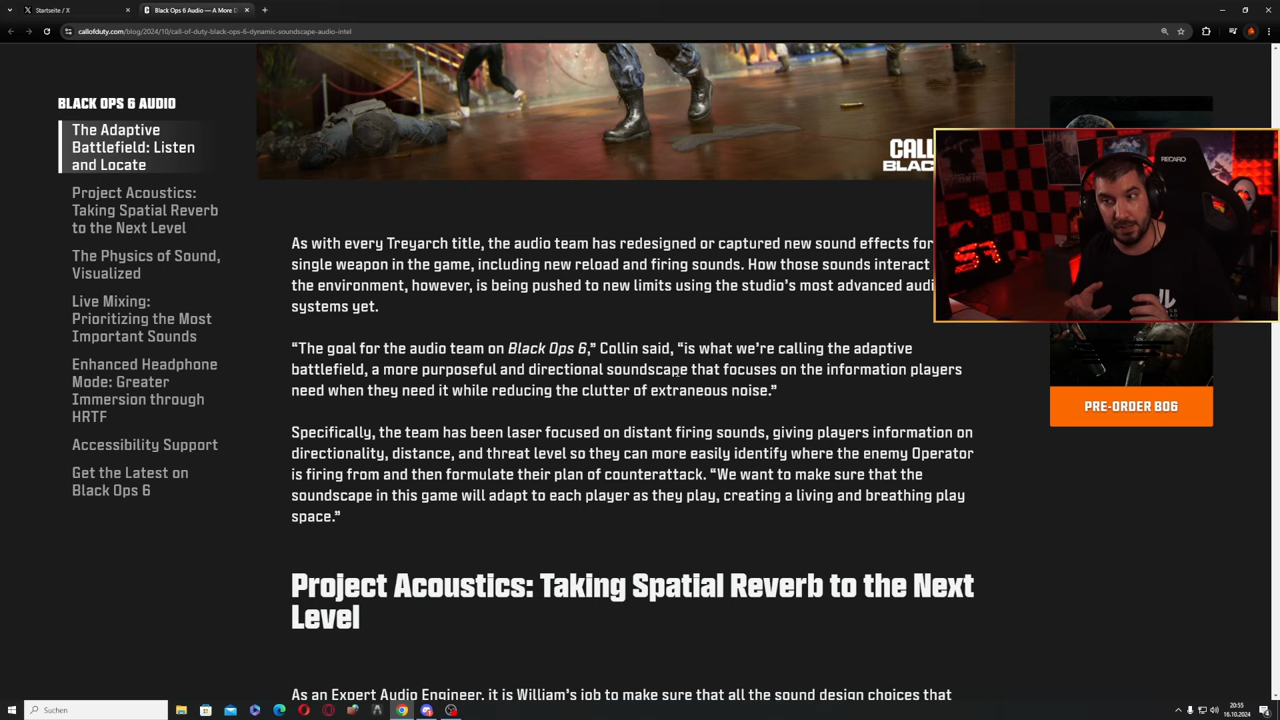 Startseite / X
Black Ops 6 Audio — A More D
callofduty.com/blog/2024/10/call-of-duty-black-ops-6-dynamic-soundscape-audio-intel
BLACK OPS 6 AUDIO
The Adaptive
Battlefield: Listen
and Locate
Project Acoustics:
Taking Spatial Reverb
to the Next Level
The Physics of Sound,
Visualized
Live Mixing:
Prioritizing the Most
Important Sounds
Enhanced Headphone
Mode: Greater
Immersion through
HRTF
Accessibility Support
Get the Latest on
Black Ops 6
CALL
BLACK
As with every Treyarch title, the audio team has redesigned or captured new sound effects for
single weapon in the game, including new reload and firing sounds. How those sounds interact
the environment, however, is being pushed to new limits using the studio's most advanced audi
systems yet.
“The goal for the audio team on Black Ops 6,” Collin said, “is what we’re calling the adaptive
battlefield, a more purposeful and directional soundscape that focuses on the information players
need when they need it while reducing the clutter of extraneous noise.”
Specifically, the team has been laser focused on distant firing sounds, giving players information on
directionality, distance, and threat level so they can more easily identify where the enemy Operator
is firing from and then formulate their plan of counterattack. “We want to make sure that the
soundscape in this game will adapt to each player as they play, creating a living and breathing play
space.”
Project Acoustics: Taking Spatial Reverb to the Next
Level
As an Expert Audio Engineer, it is William’s job to make sure that all the sound design choices that
RECARO
PRE-ORDER BO6
Suchen
20:55
16.10.2024